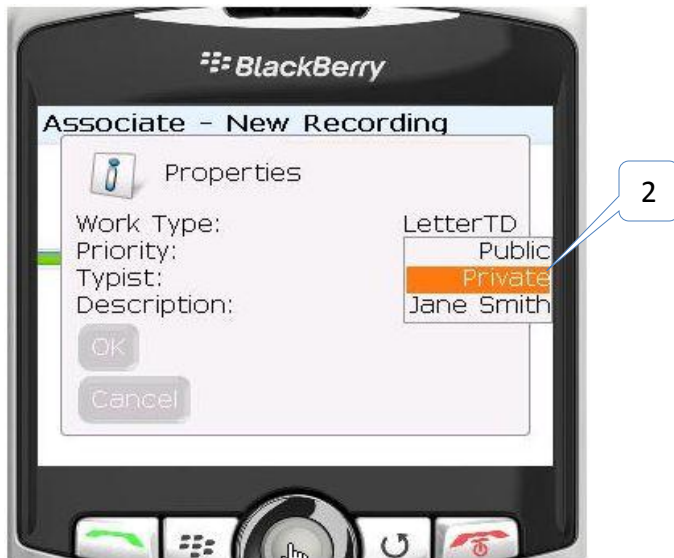 BlackBerry
Associate - New Recording
Properties
Work Type: LetterTD
Priority: Public
Typist: Private
Description: Jane Smith
OK
Cancel
2